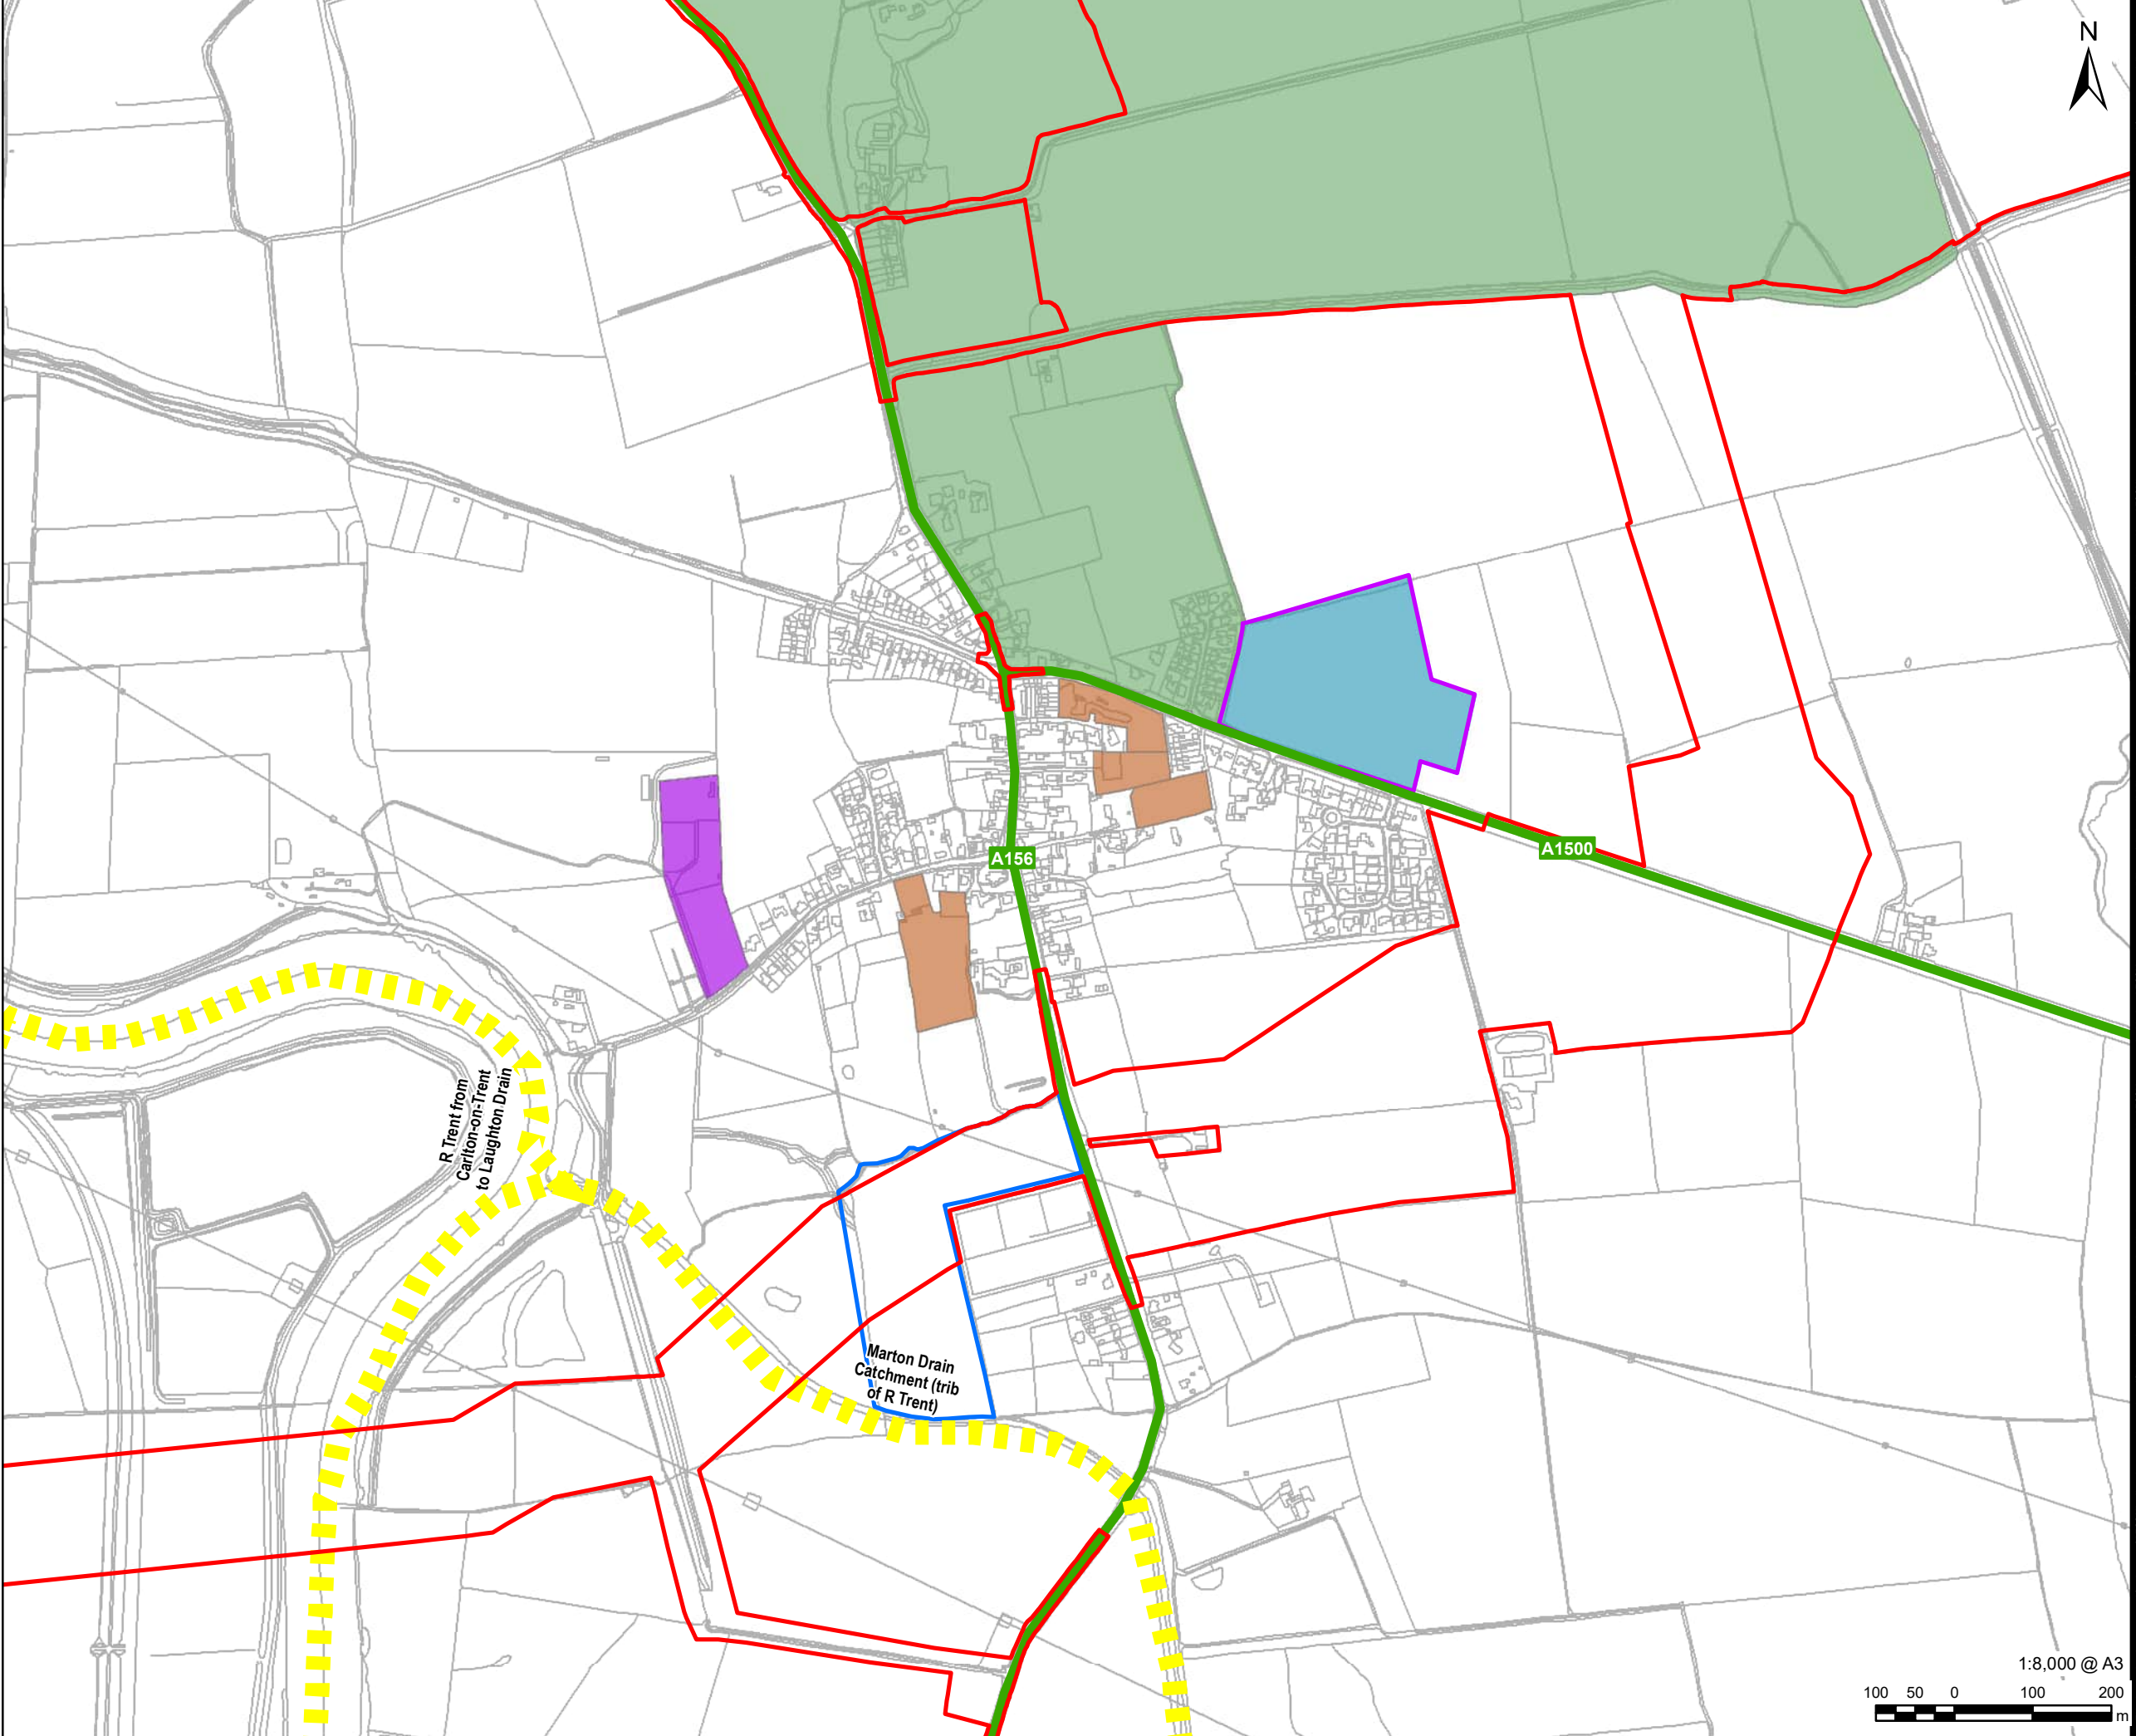 N
A156
A1500
R Trent from
Carlton-on-Trent
to Laughton Drain
Marton Drain
Catchment (trib
of R Trent)
1:8,000 @ A3
100 50 0 100 200
m